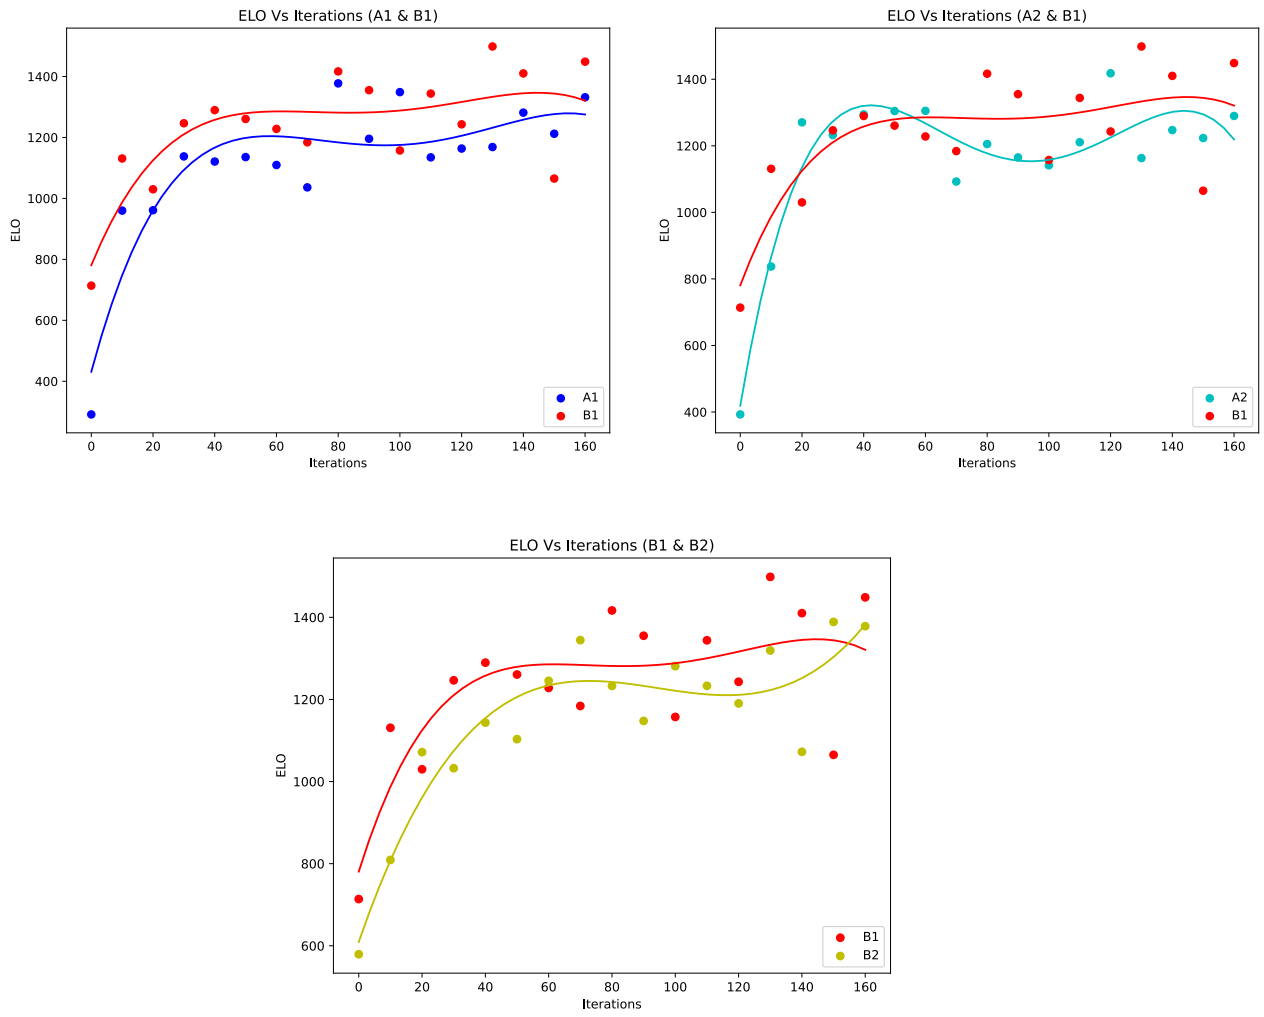 ELO Vs Iterations (A1 & B1)
1400
1200
1000
800
600
400
ELO
0 20 40 60 80 100 120 140 160
Iterations
A1
B1
ELO Vs Iterations (A2 & B1)
1400
1200
1000
800
600
400
ELO
0 20 40 60 80 100 120 140 160
Iterations
A2
B1
ELO Vs Iterations (B1 & B2)
1400
1200
1000
800
600
ELO
0 20 40 60 80 100 120 140 160
Iterations
B1
B2